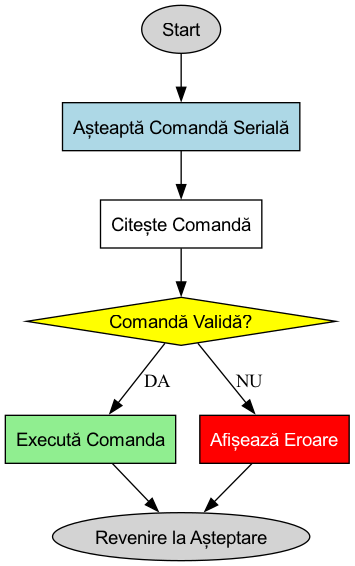 Start
Așteaptă Comandă Serială
Citește Comandă
Comandă Validă?
DA
NU
Execută Comanda
Afișează Eroare
Revenire la Așteptare